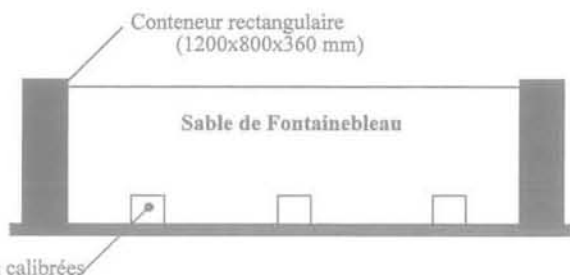 Conteneur rectangulaire
(1200x800x360 mm)
Sable de Fontainebleau
calibrées